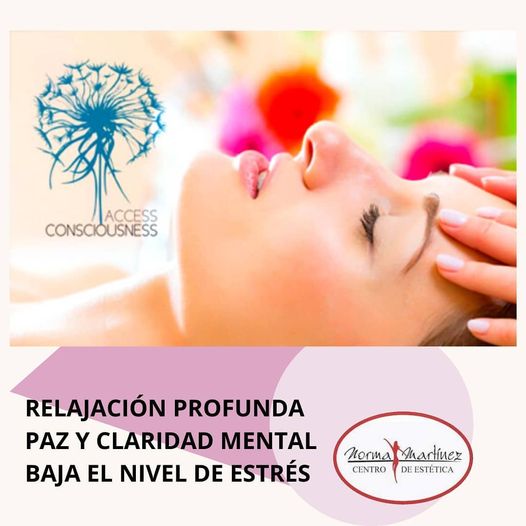 ACCESS
CONSCIOUSNESS
RELAJACIÓN PROFUNDA
PAZ Y CLARIDAD MENTAL
BAJA EL NIVEL DE ESTRÉS
Norma Martínez
CENTRO DE ESTÉTICA